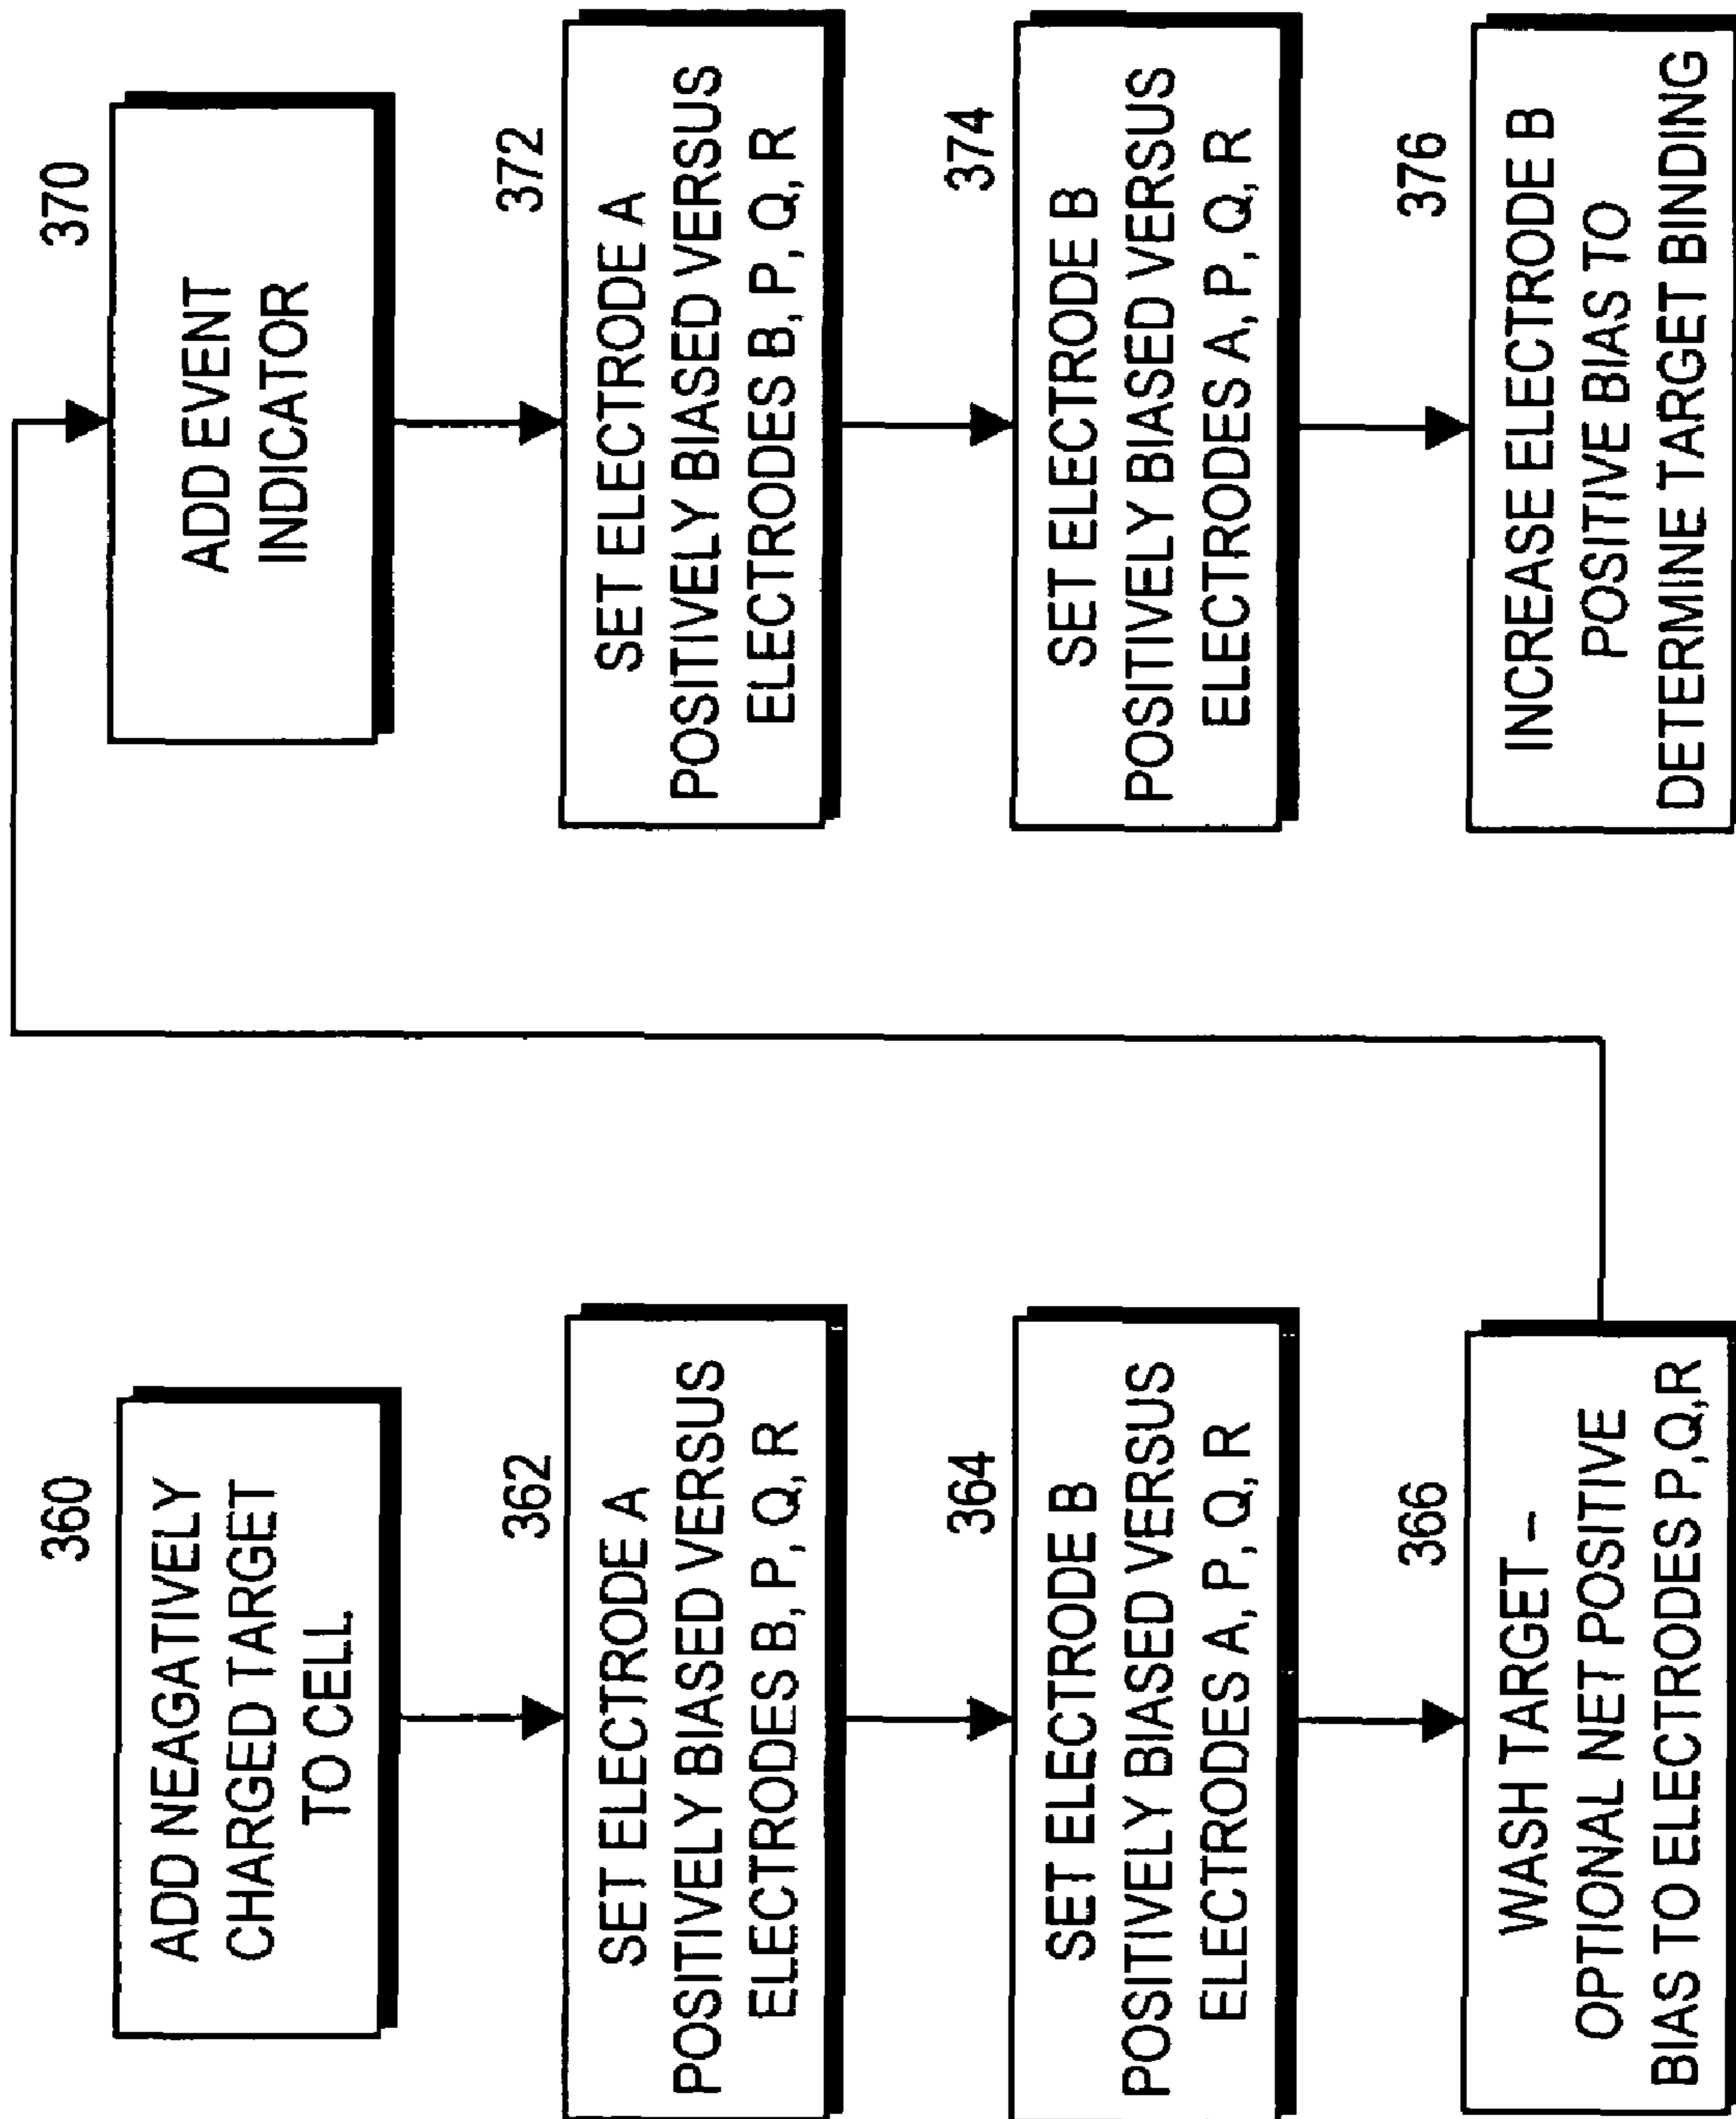 360
ADD NEAGATIVELY
CHARGED TARGET
TO CELL
362
SET ELECTRODE A
POSITIVELY BIASED VERSUS
ELECTRODES B, P, Q, R
364
SET ELECTRODE B
POSITIVELY BIASED VERSUS
ELECTRODES A, P, Q, R
366
WASH TARGET –
OPTIONAL NET POSITIVE
BIAS TO ELECTRODES P,Q,R
370
ADD EVENT
INDICATOR
372
SET ELECTRODE A
POSITIVELY BIASED VERSUS
ELECTRODES B, P, Q, R
374
SET ELECTRODE B
POSITIVELY BIASED VERSUS
ELECTRODES A, P, Q, R
376
INCREASE ELECTRODE B
POSITIVE BIAS TO
DETERMINE TARGET BINDING